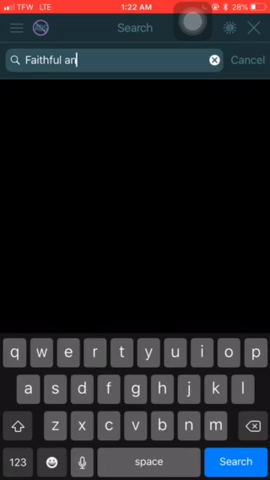 TFW LTE 1:22 AM 28%
Search
Faithful an Cancel
q w e r t y u i o p
a s d f g h j k l
z x c v b n m
123 space Search